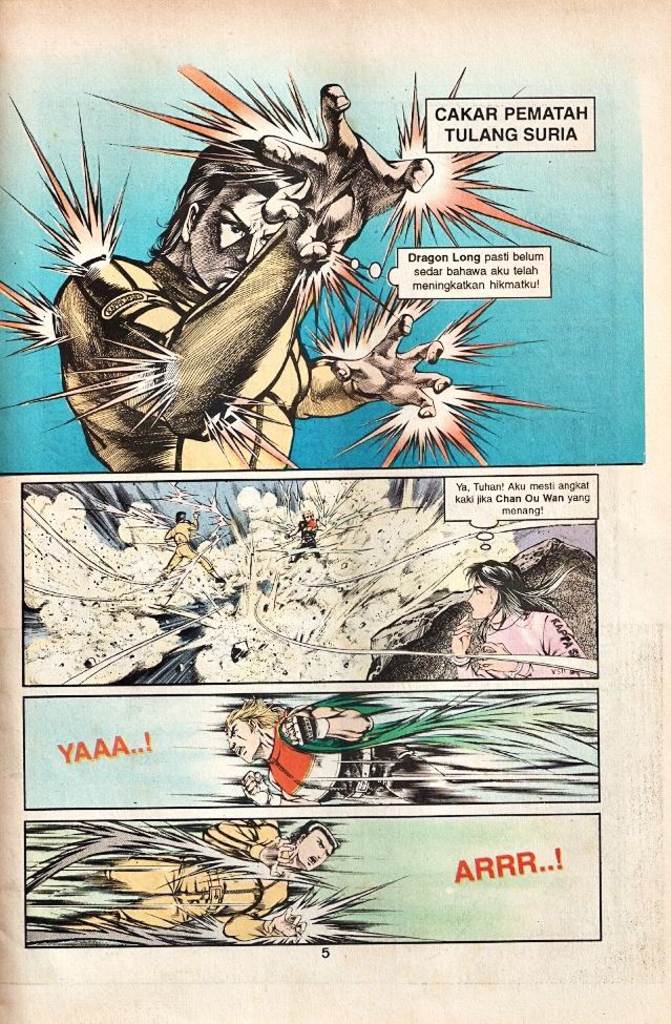 CAKAR PEMATAH
TULANG SURIA
Dragon Long pasti belum
sedar bahawa aku telah
meningkatkan hikmatku!
Ya, Tuhan! Aku mesti angkat
kaki jika Chan Ou Wan yang
menang!
YAAA..!
ARRR..!
5